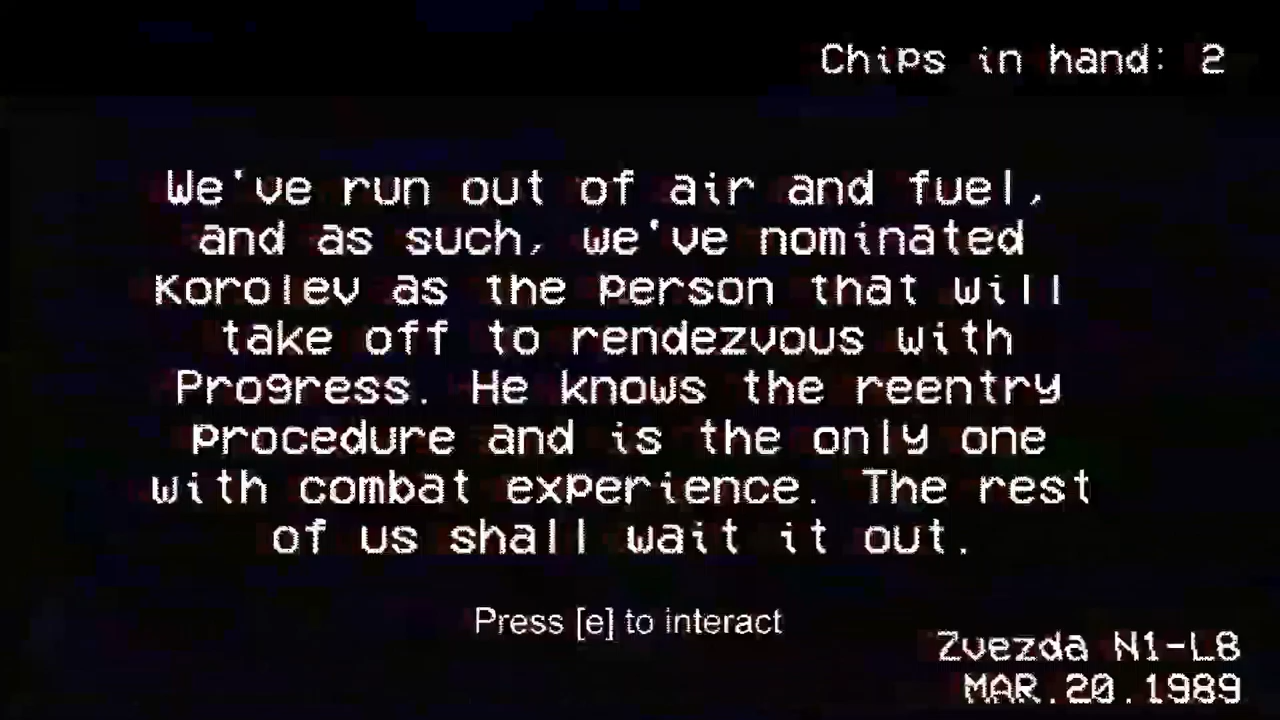 Chips in hand: 2
We've run out of air and fuel,
and as such, we've nominated
Korolev as the person that will
take off to rendezvous with
Progress. He knows the reentry
procedure and is the only one
with combat experience. The rest
of us shall wait it out.
Press [e] to interact
Zvezda N1-L8
MAR.20.1989